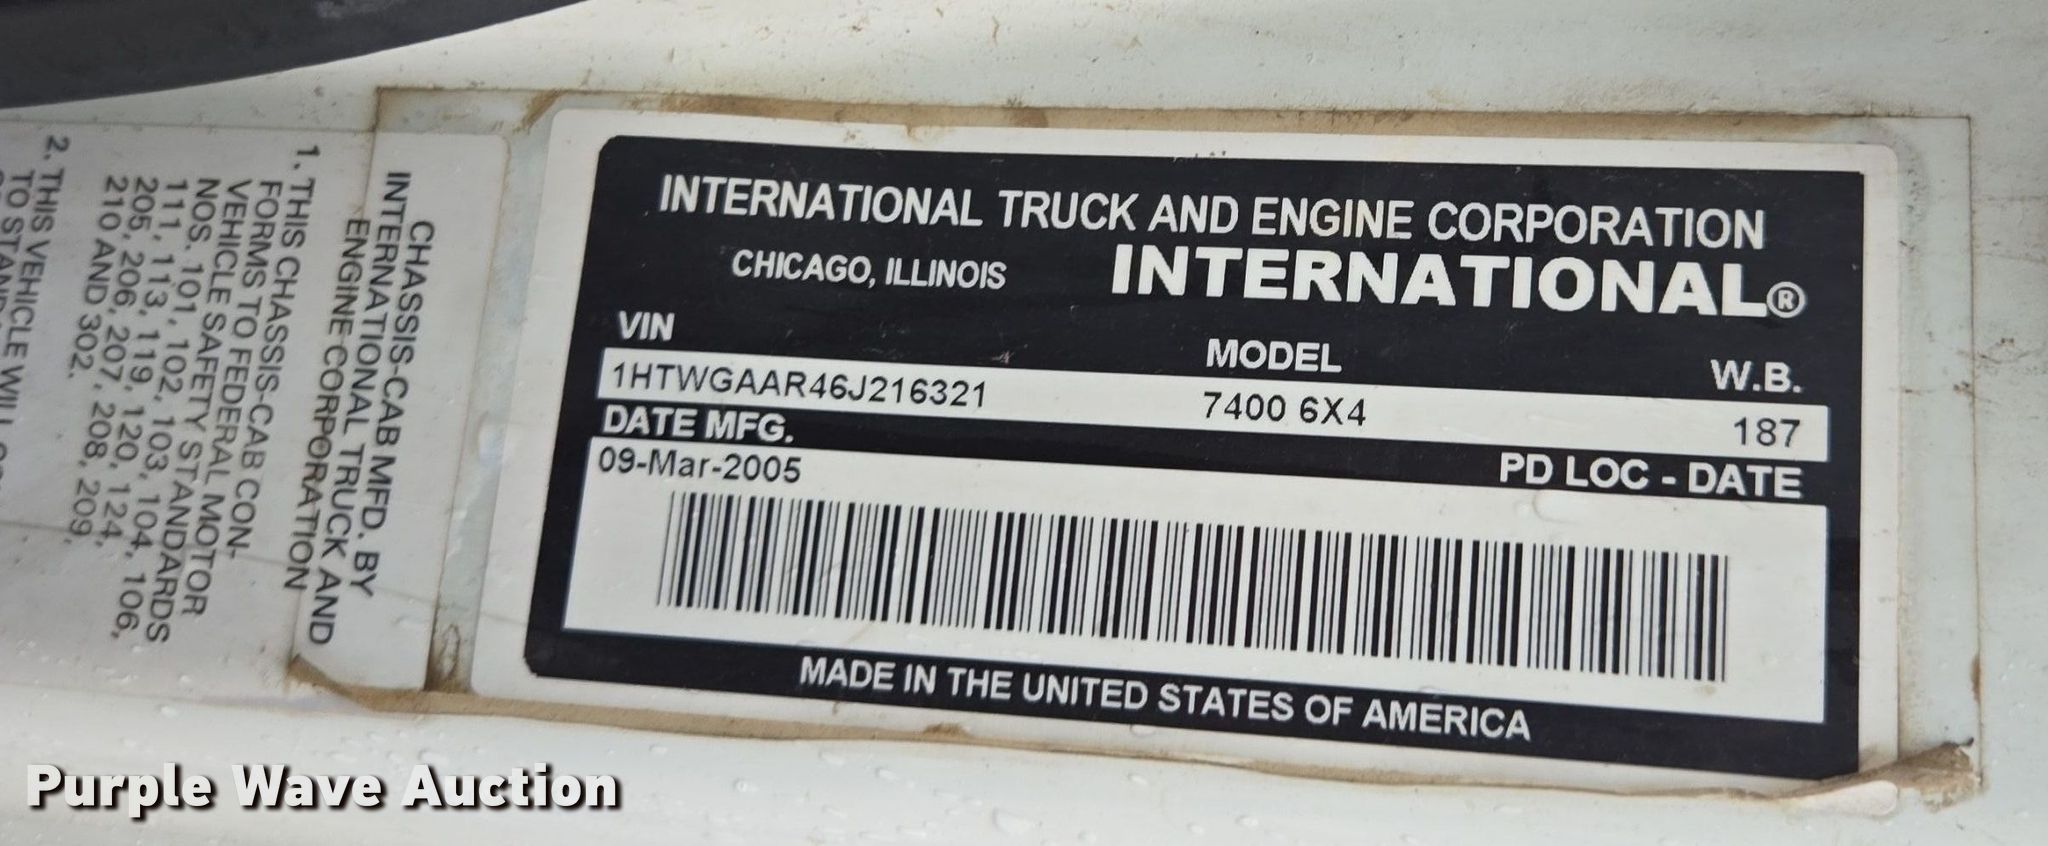 INTERNATIONAL TRUCK AND ENGINE CORPORATION
CHICAGO, ILLINOIS INTERNATIONAL®
VIN MODEL W.B.
1HTWGAAR46J216321 7400 6X4 187
DATE MFG. PD LOC - DATE
09-Mar-2005
MADE IN THE UNITED STATES OF AMERICA
CHASSIS-CAB MFD. BY
INTERNATIONAL TRUCK AND
ENGINE CORPORATION
1. THIS CHASSIS-CAB CON-
FORMS TO FEDERAL MOTOR
VEHICLE SAFETY STANDARDS
NOS. 101, 102, 103, 104, 106,
111, 113, 119, 120, 124,
205, 206, 207, 208, 209,
210 AND 302.
2. THIS VEHICLE WILL
TO
Purple Wave Auction